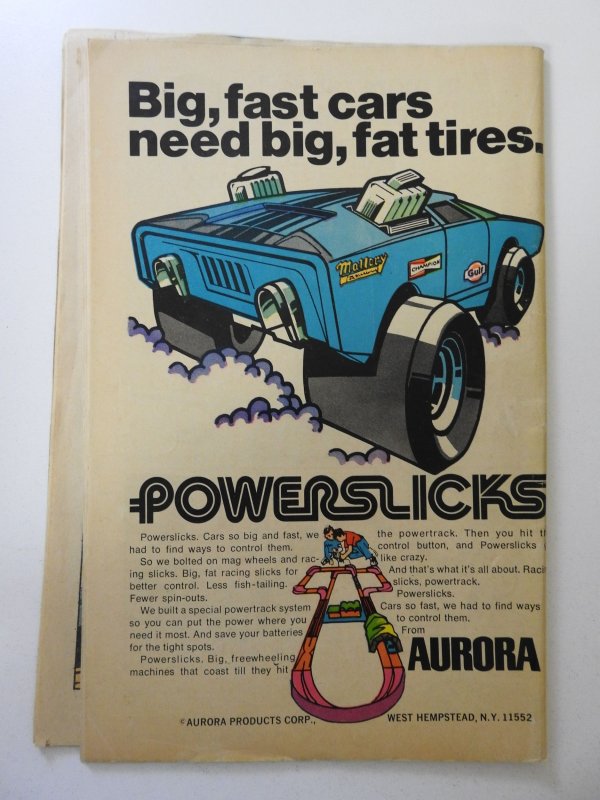 Big, fast cars
need big, fat tires.
Mallory
CHAMPION
Gulf
POWERSLICKS
Powerslicks. Cars so big and fast, we
had to find ways to control them.
So we bolted on mag wheels and rac-
ing slicks. Big, fat racing slicks for
better control. Less fish-tailing.
Fewer spin-outs.
We built a special powertrack system
so you can put the power where you
need it most. And save your batteries
for the tight spots.
Powerslicks. Big, freewheeling
machines that coast till they hit
the powertrack. Then you hit t
control button, and Powerslicks
like crazy.
And that's what it's all about. Raci
slicks, powertrack.
Powerslicks.
Cars so fast, we had to find ways
to control them.
From
AURORA
© AURORA PRODUCTS CORP., WEST HEMPSTEAD, N.Y. 11552